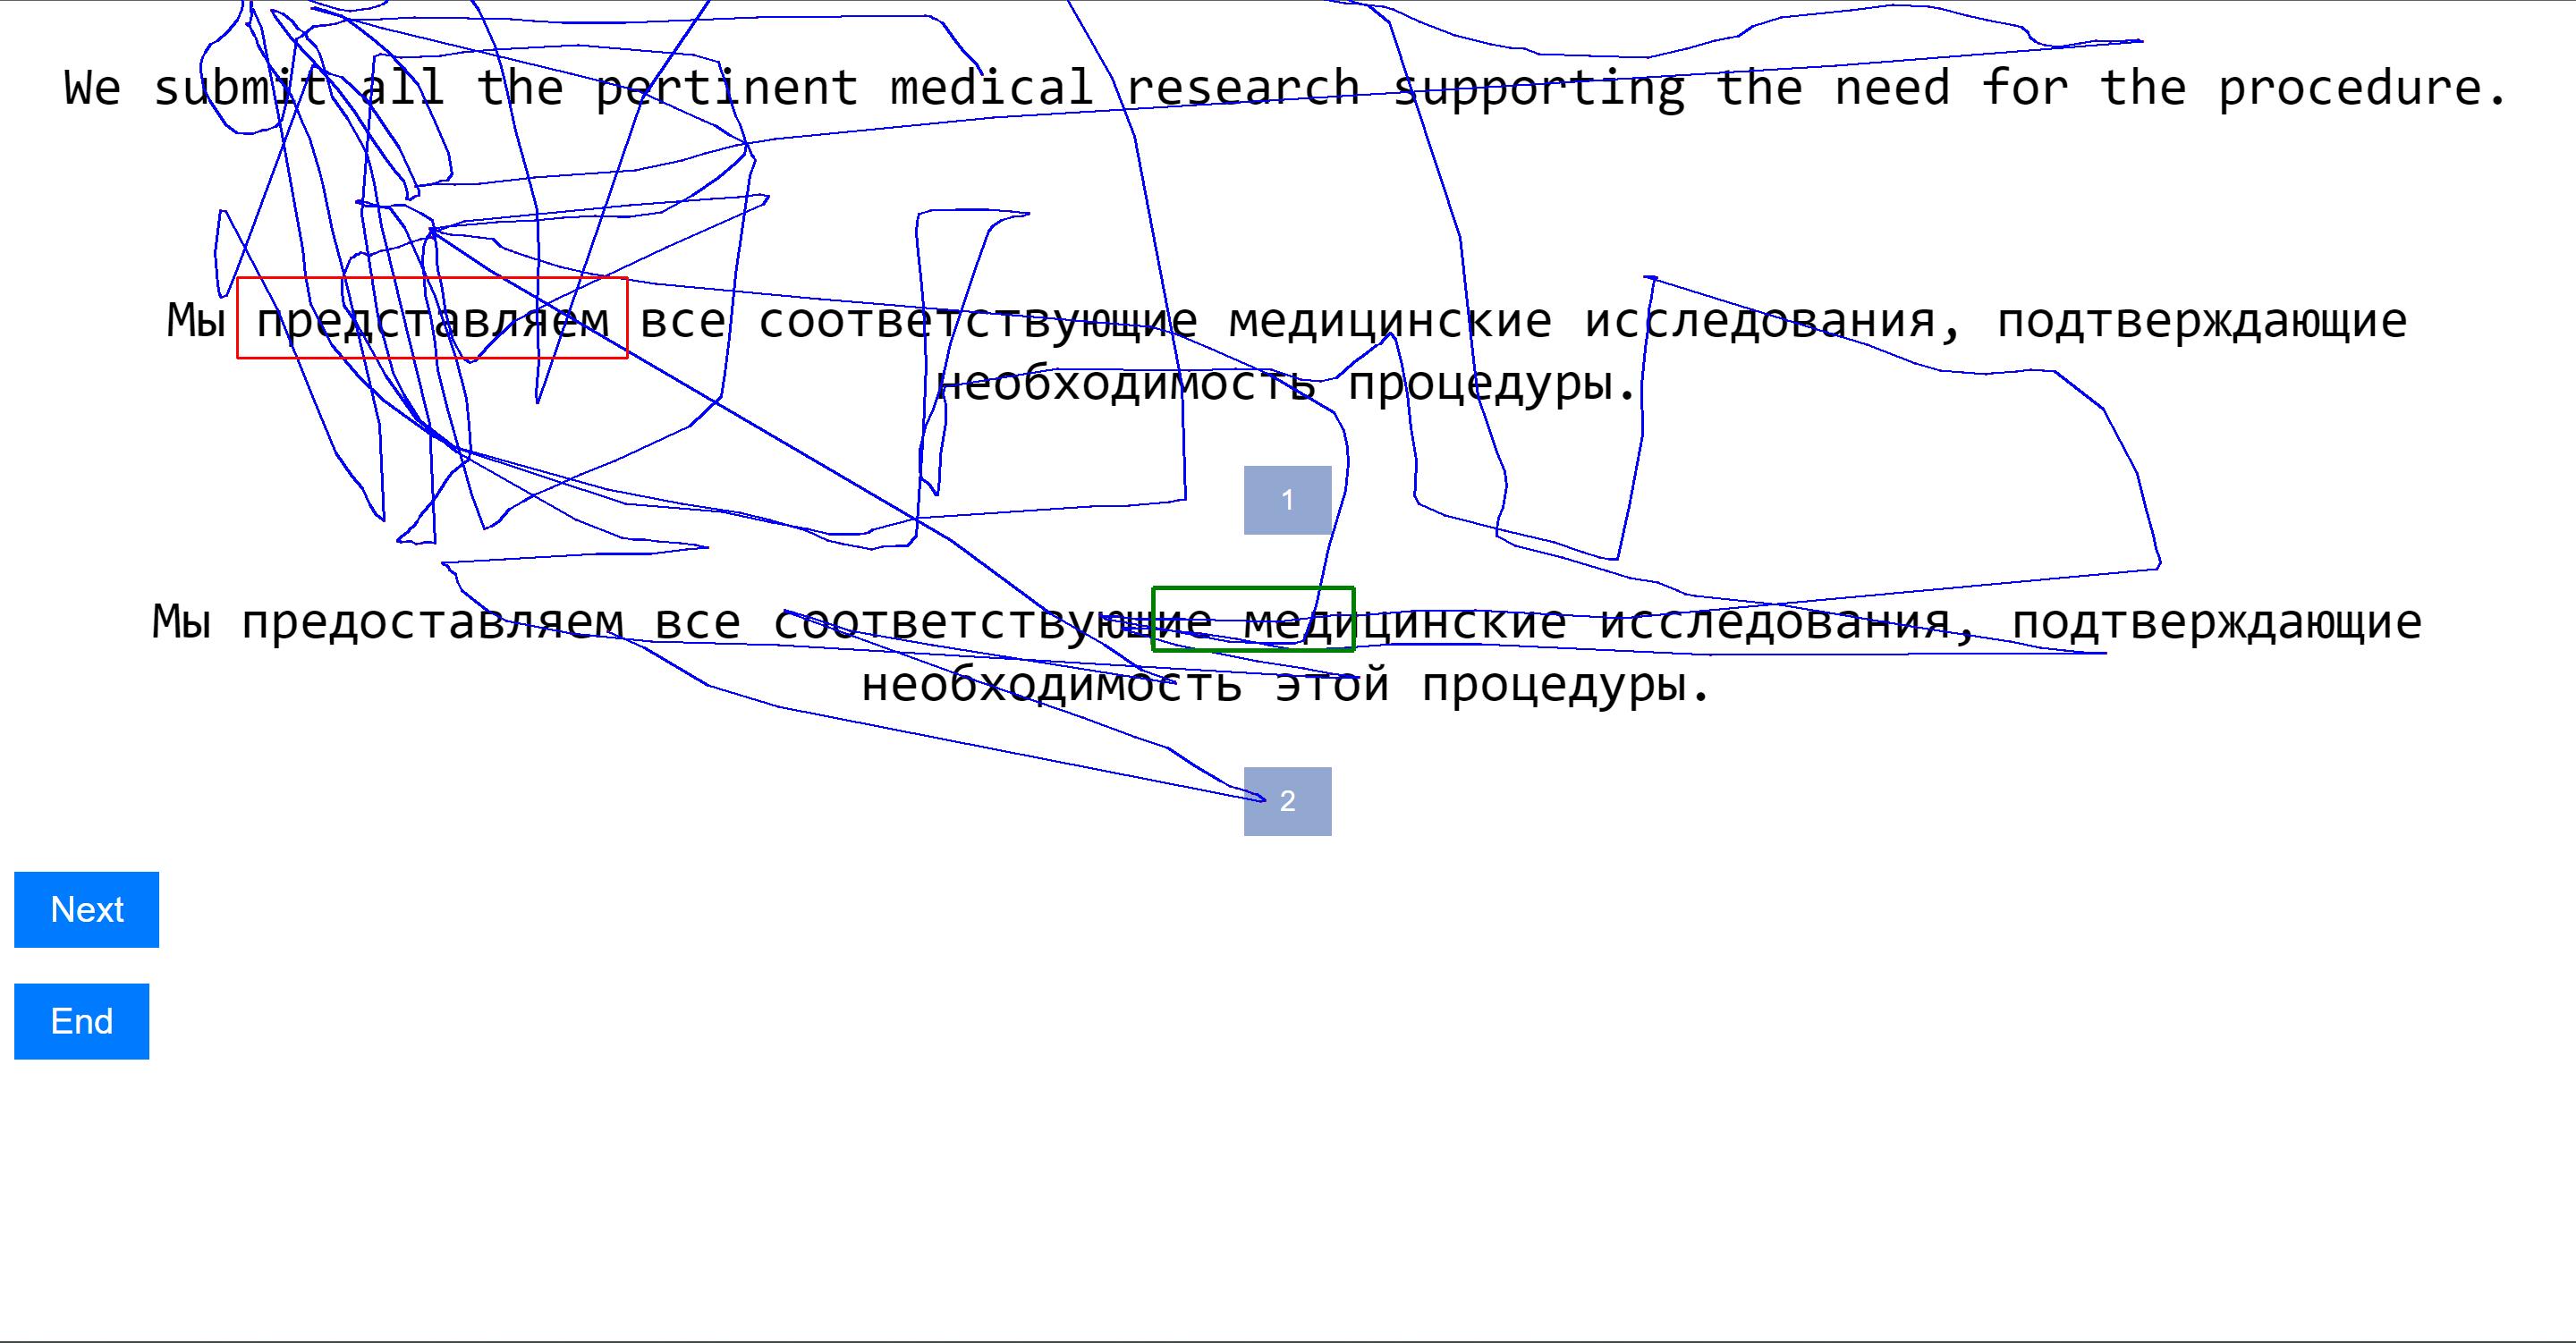 We submit all the pertinent medical research supporting the need for the procedure.
Мы представляем все соответствующие медицинские исследования, подтверждающие
необходимость процедуры.
1
Мы предоставляем все соответствующие медицинские исследования, подтверждающие
необходимость этой процедуры.
2
Next
End